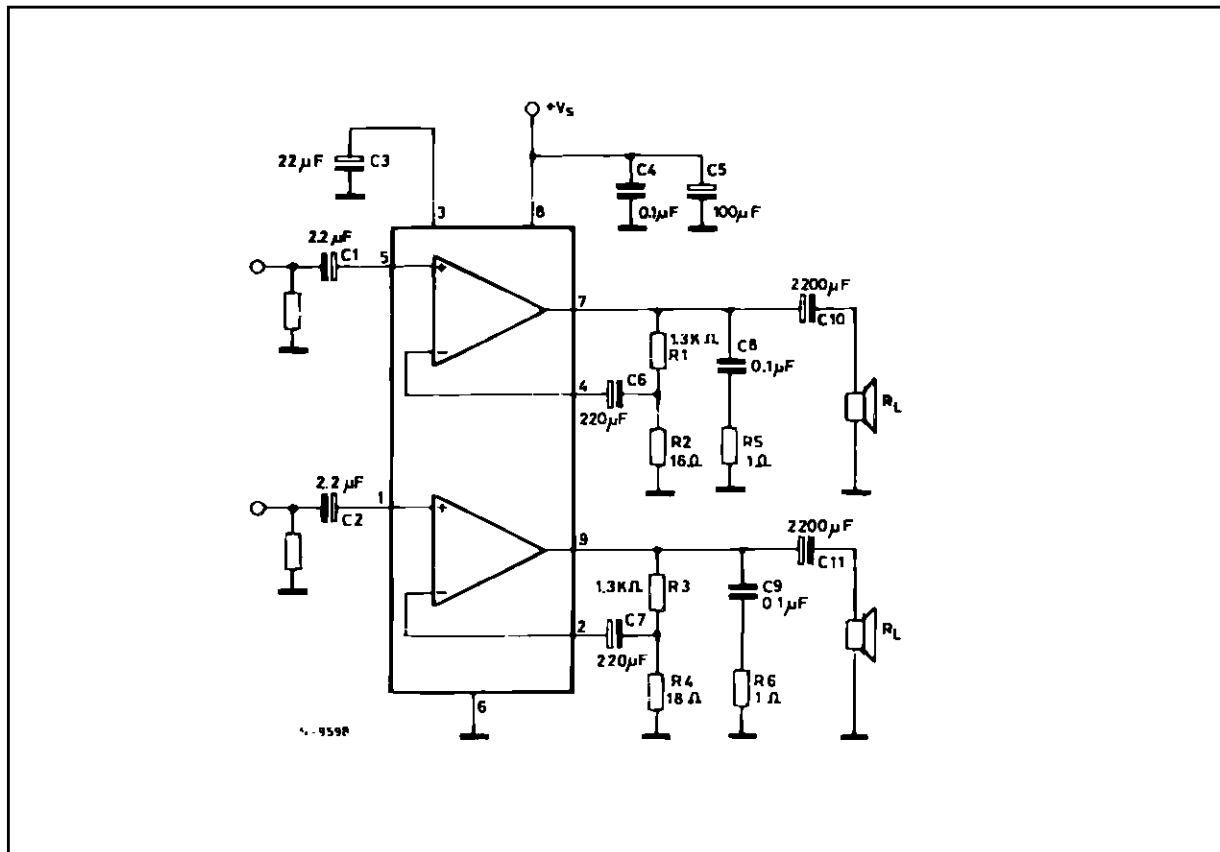 +Vs
22µF C3
C4
C5
0.1µF
100µF
3
8
2.2µF
C1
5
2200µF
C10
7
1.3KΩ
R1
C8
0.1µF
C6
4
220µF
RL
R2
R5
1Ω
2.2µF
C2
1
2200µF
C11
9
1.3KΩ
R3
C9
0.1µF
C7
2
220µF
RL
R4
18Ω
R6
1Ω
6